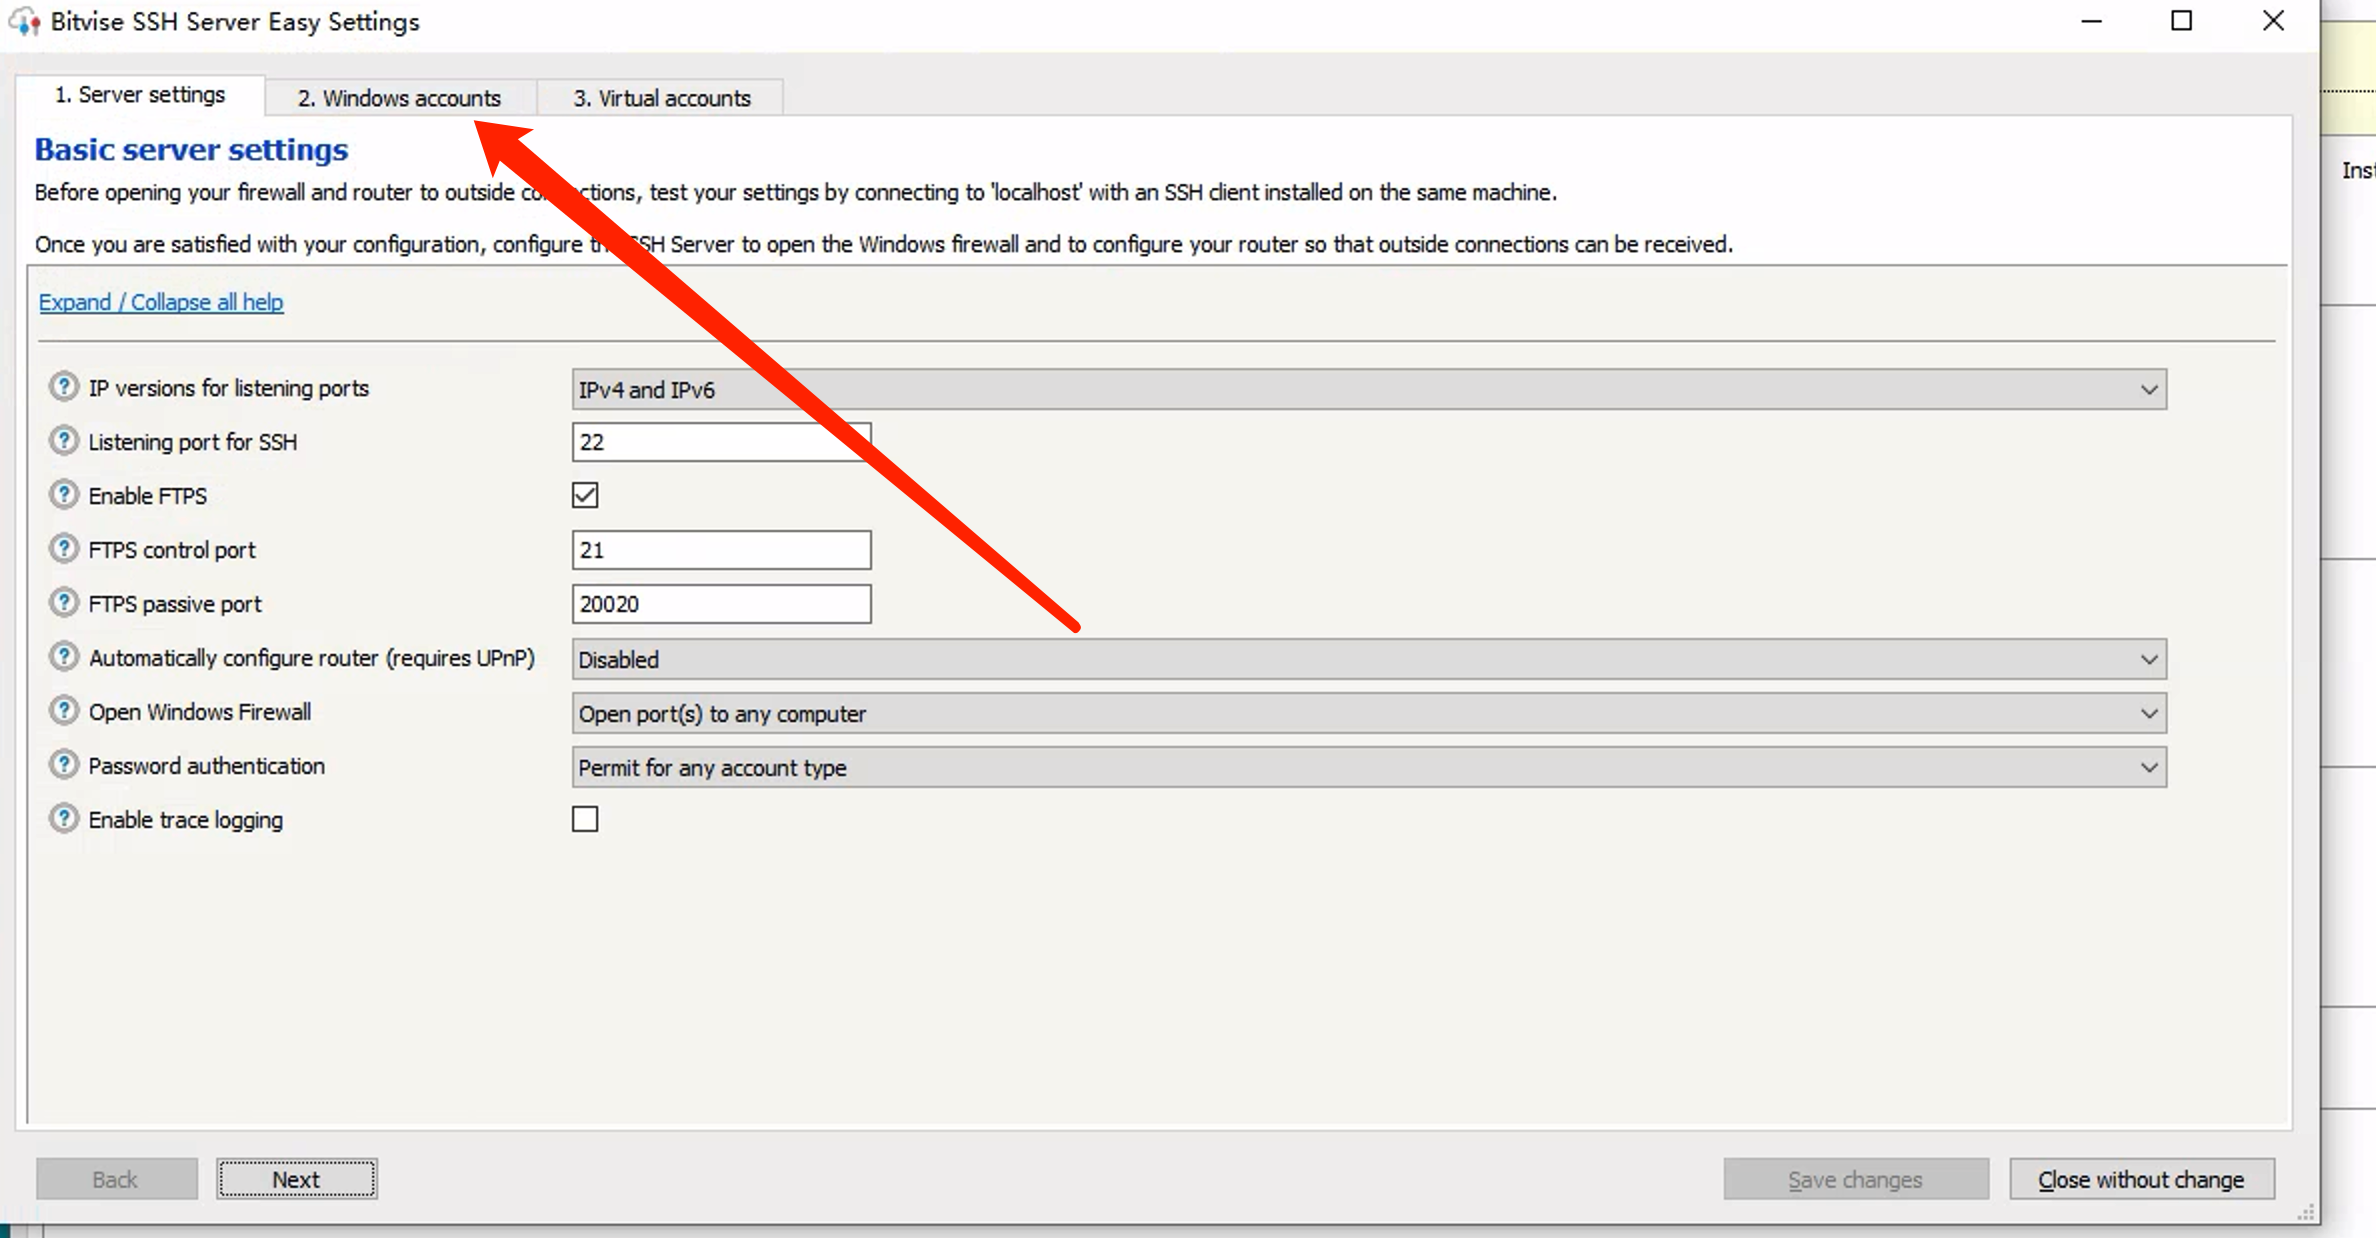 Bitvise SSH Server Easy Settings
1. Server settings
2. Windows accounts
3. Virtual accounts
Basic server settings
Before opening your firewall and router to outside co ctions, test your settings by connecting to 'localhost' with an SSH client installed on the same machine.
Once you are satisfied with your configuration, configure SSH Server to open the Windows firewall and to configure your router so that outside connections can be received.
Expand / Collapse all help
IP versions for listening ports
IPv4 and IPv6
Listening port for SSH
22
Enable FTPS
FTPS control port
21
FTPS passive port
20020
Automatically configure router (requires UPnP)
Disabled
Open Windows Firewall
Open port(s) to any computer
Password authentication
Permit for any account type
Enable trace logging
Back
Next
Save changes
Close without change
Inst